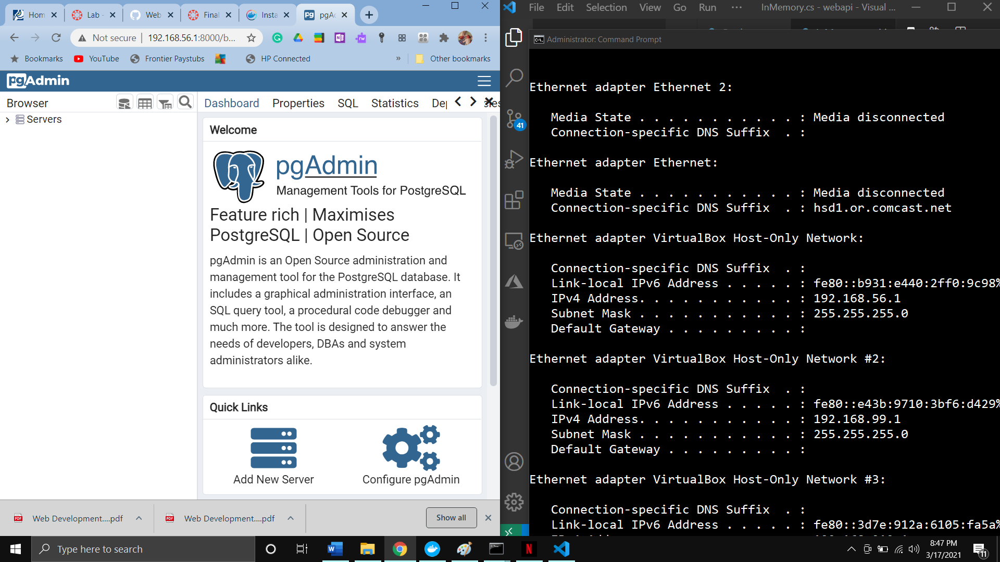 Hom
Lab -
Web
Final
Insta
pgAc
Not secure
192.168.56.1:8000/b...
Bookmarks
YouTube
Frontier Paystubs
HP Connected
»
Other bookmarks
pgAdmin
Browser
Dashboard
Properties
SQL
Statistics
Dep
Servers
Welcome
pgAdmin
Management Tools for PostgreSQL
Feature rich | Maximises
PostgreSQL | Open Source
pgAdmin is an Open Source administration and
management tool for the PostgreSQL database. It
includes a graphical administration interface, an
SQL query tool, a procedural code debugger and
much more. The tool is designed to answer the
needs of developers, DBAs and system
administrators alike.
Quick Links
Add New Server
Configure pgAdmin
Web Development....pdf
Web Development....pdf
Show all
File Edit Selection View Go Run ··· InMemory.cs - webapi - Visual ...
41
Administrator: Command Prompt
Ethernet adapter Ethernet 2:
Media State . . . . . . . . . . . : Media disconnected
Connection-specific DNS Suffix  . :
Ethernet adapter Ethernet:
Media State . . . . . . . . . . . : Media disconnected
Connection-specific DNS Suffix  . : hsd1.or.comcast.net
Ethernet adapter VirtualBox Host-Only Network:
Connection-specific DNS Suffix  . :
Link-local IPv6 Address . . . . . : fe80::b931:e440:2ff0:9c98%
IPv4 Address. . . . . . . . . . . : 192.168.56.1
Subnet Mask . . . . . . . . . . . : 255.255.255.0
Default Gateway . . . . . . . . . :
Ethernet adapter VirtualBox Host-Only Network #2:
Connection-specific DNS Suffix  . :
Link-local IPv6 Address . . . . . : fe80::e43b:9710:3bf6:d429%
IPv4 Address. . . . . . . . . . . : 192.168.99.1
Subnet Mask . . . . . . . . . . . : 255.255.255.0
Default Gateway . . . . . . . . . :
Ethernet adapter VirtualBox Host-Only Network #3:
Connection-specific DNS Suffix  . :
Link-local IPv6 Address . . . . . : fe80::3d7e:912a:6105:fa5a%
Type here to search
8:47 PM
3/17/2021
11